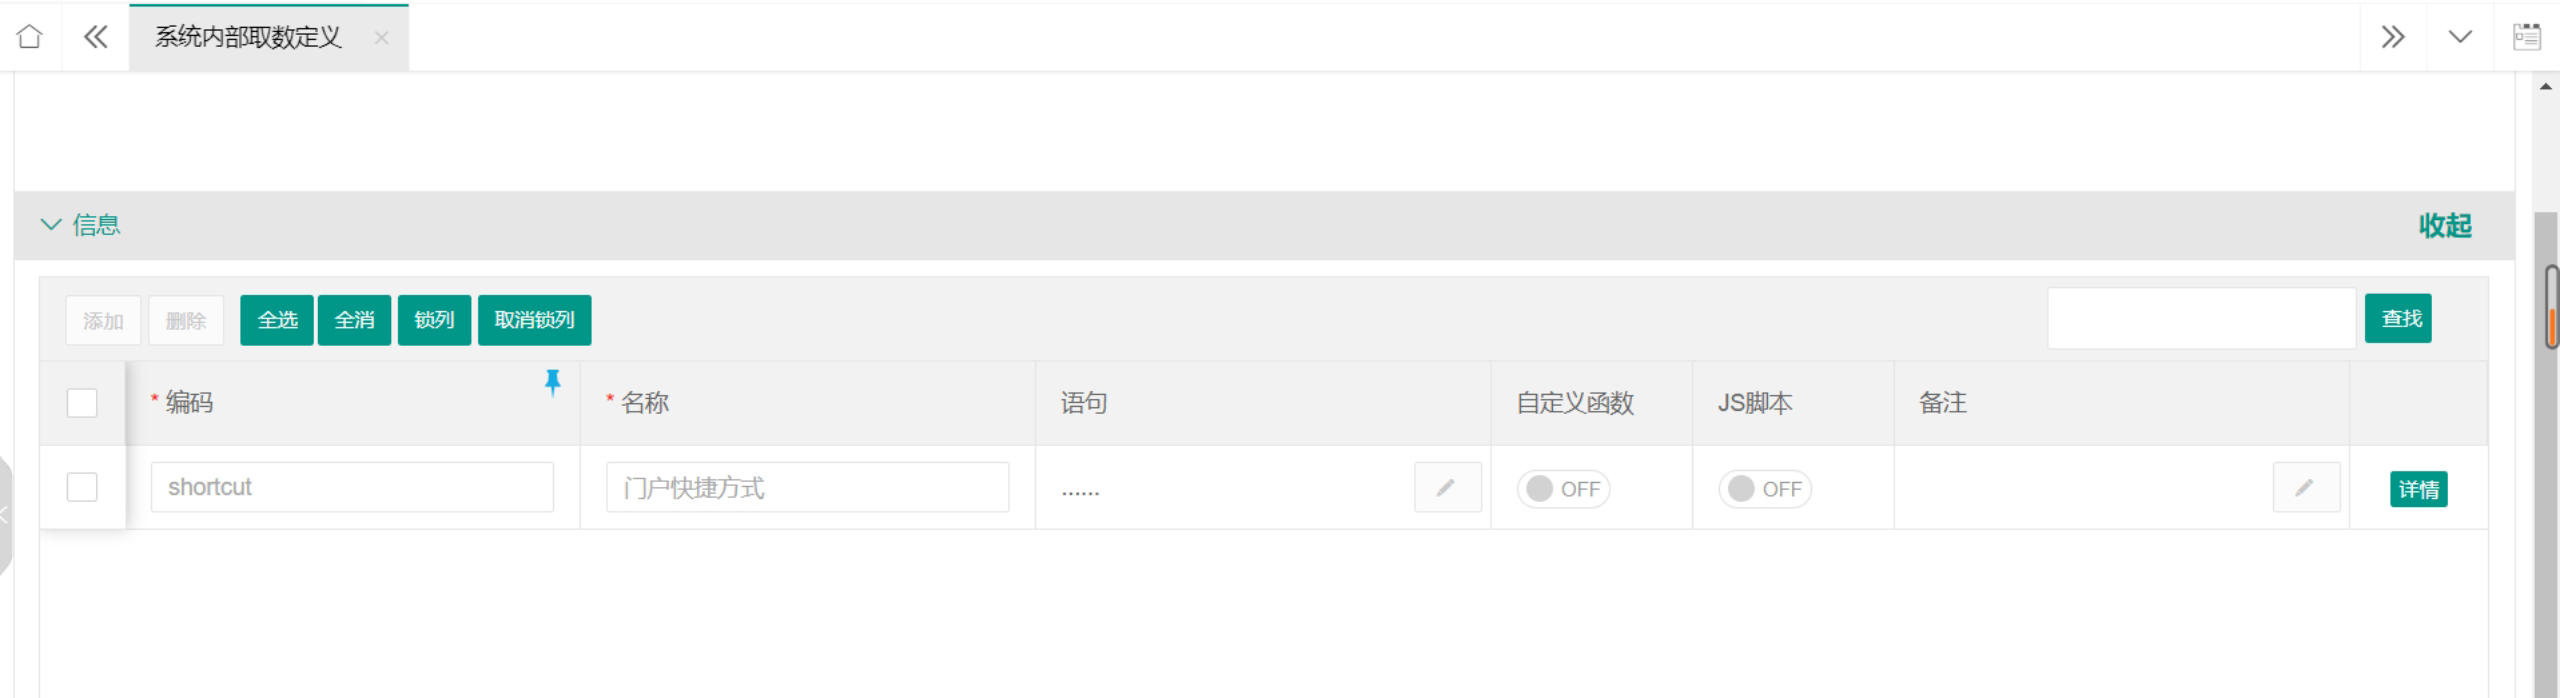 系统内部取数定义
信息 收起
添加 删除 全选 全消 锁列 取消锁列 查找
* 编码 * 名称 语句 自定义函数 JS脚本 备注
shortcut 门户快捷方式 ...... OFF OFF 详情